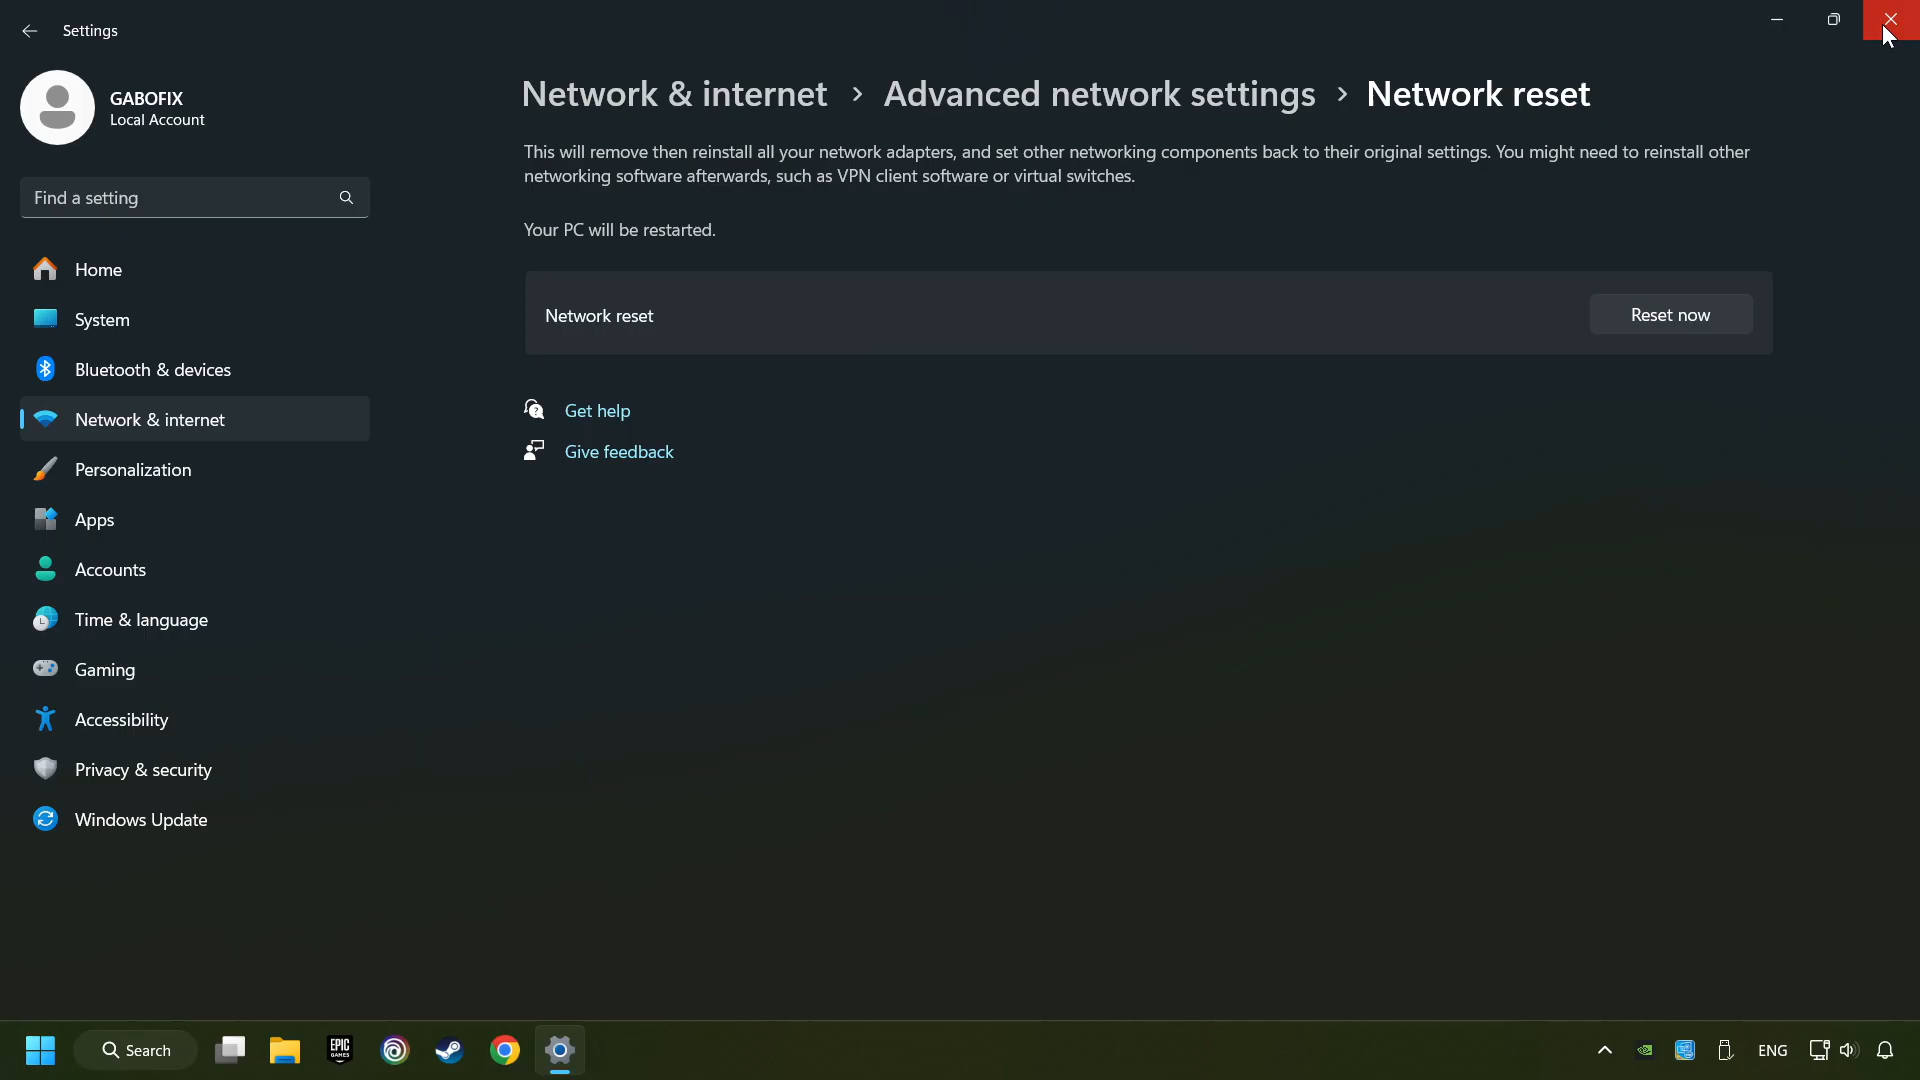 Settings
GABOFIX
Local Account
Find a setting
Home
System
Bluetooth & devices
Network & internet
Personalization
Apps
Accounts
Time & language
Gaming
Accessibility
Privacy & security
Windows Update
Network & internet › Advanced network settings › Network reset
This will remove then reinstall all your network adapters, and set other networking components back to their original settings. You might need to reinstall other
networking software afterwards, such as VPN client software or virtual switches.
Your PC will be restarted.
Network reset
Reset now
Get help
Give feedback
Search
EPIC
GAMES
ENG